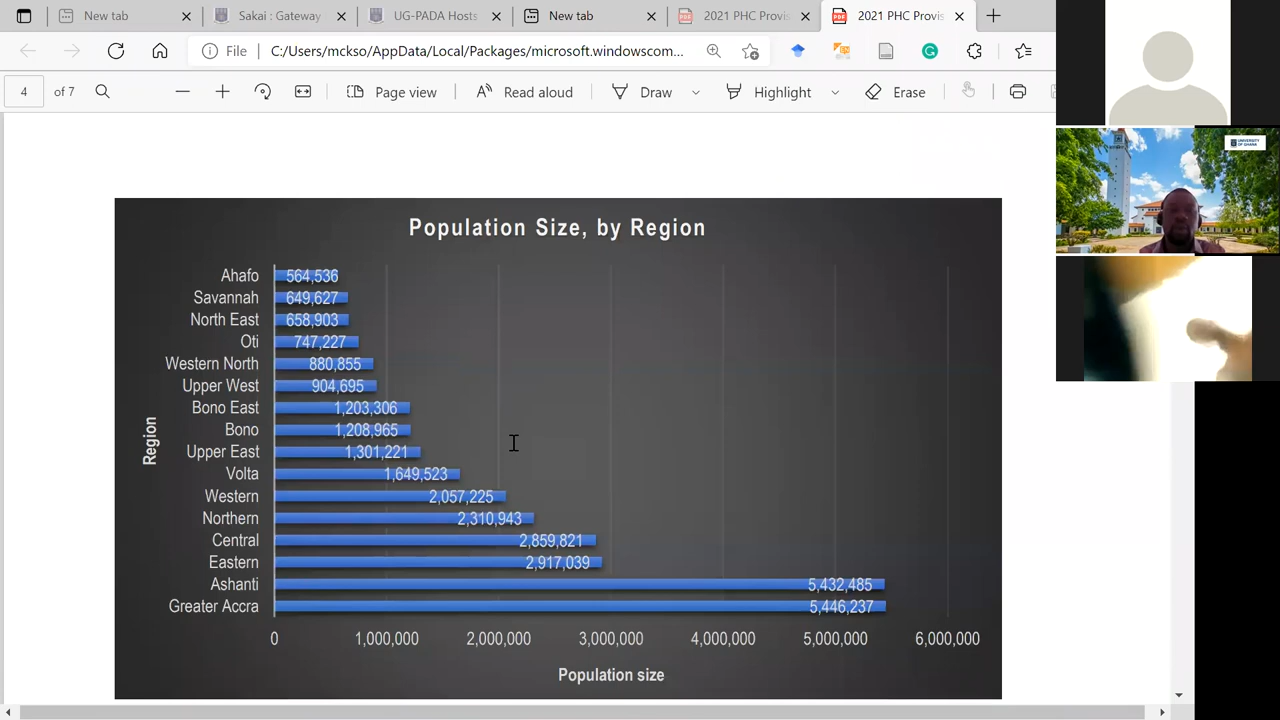 New tab
Sakai : Gateway
UG-PADA Hosts
New tab
2021 PHC Provis
2021 PHC Provis
File
C:/Users/mckso/AppData/Local/Packages/microsoft.windowscom...
4 of 7
Page view
Read aloud
Draw
Highlight
Erase
UNIVERSITY OF GHANA
Population Size, by Region
Region
Ahafo 564,536
Savannah 649,627
North East 658,903
Oti 747,227
Western North 880,855
Upper West 904,695
Bono East 1,203,306
Bono 1,208,965
Upper East 1,301,221
Volta 1,649,523
Western 2,057,225
Northern 2,310,943
Central 2,859,821
Eastern 2,917,039
Ashanti 5,432,485
Greater Accra 5,446,237
0 1,000,000 2,000,000 3,000,000 4,000,000 5,000,000 6,000,000
Population size